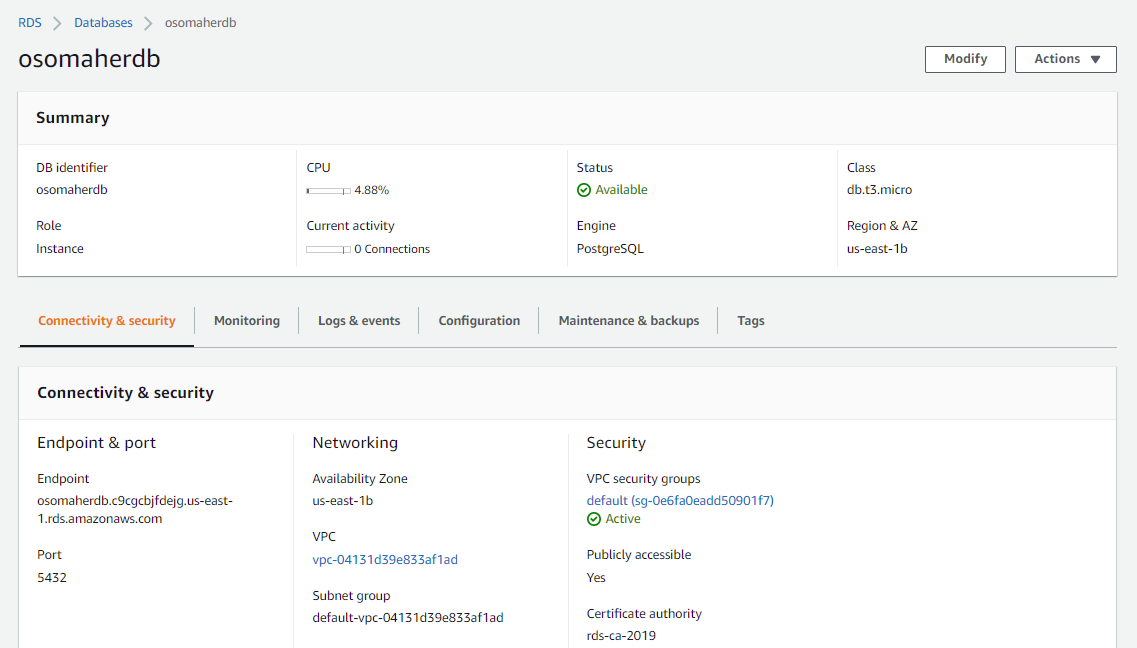 RDS > Databases > osomaherdb
osomaherdb
Modify
Actions
Summary
DB identifier
osomaherdb
CPU
4.88%
Status
Available
Class
db.t3.micro
Role
Instance
Current activity
0 Connections
Engine
PostgreSQL
Region & AZ
us-east-1b
Connectivity & security
Monitoring
Logs & events
Configuration
Maintenance & backups
Tags
Connectivity & security
Endpoint & port
Endpoint
osomaherdb.c9cgcbjfdejg.us-east-
1.rds.amazonaws.com
Port
5432
Networking
Availability Zone
us-east-1b
VPC
vpc-04131d39e833af1ad
Subnet group
default-vpc-04131d39e833af1ad
Security
VPC security groups
default (sg-0e6fa0eadd50901f7)
Active
Publicly accessible
Yes
Certificate authority
rds-ca-2019